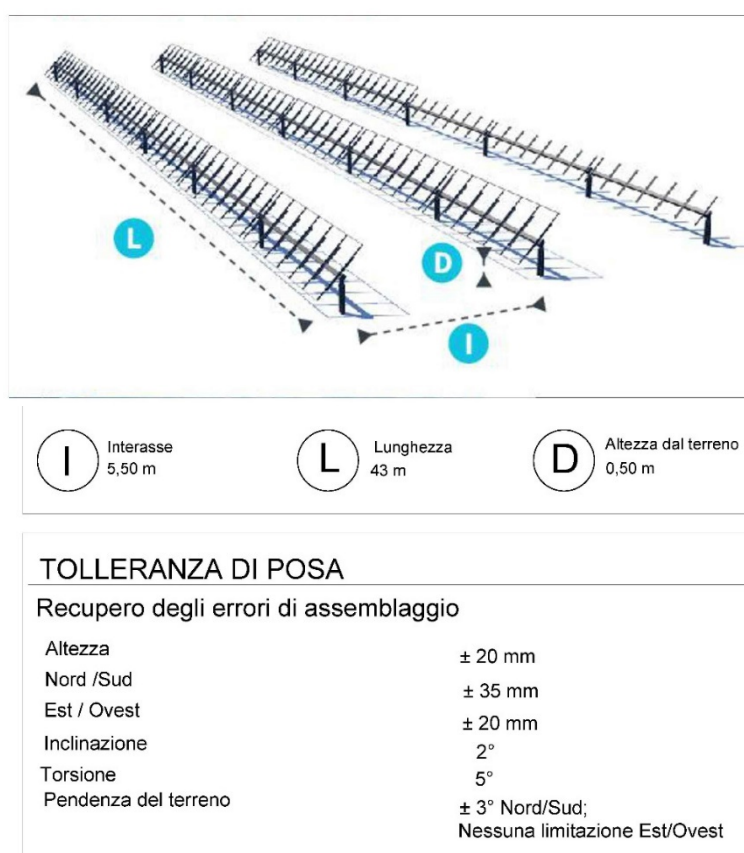 L
D
I
I
Interasse
5,50 m
L
Lunghezza
43 m
D
Altezza dal terreno
0,50 m
TOLLERANZA DI POSA
Recupero degli errori di assemblaggio
Altezza
± 20 mm
Nord /Sud
± 35 mm
Est / Ovest
± 20 mm
Inclinazione
2°
Torsione
5°
Pendenza del terreno
± 3° Nord/Sud;
Nessuna limitazione Est/Ovest